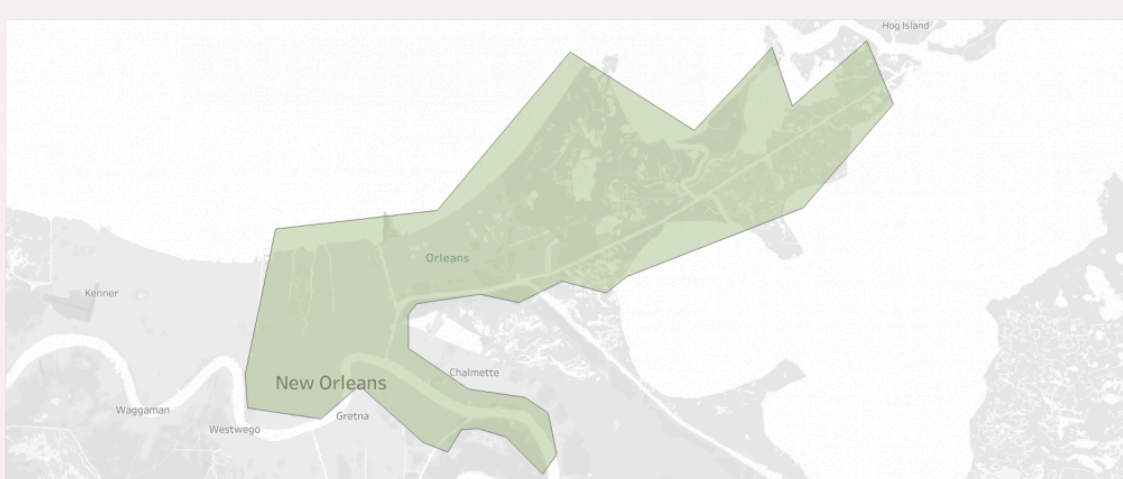 Hog Island
Orleans
Kenner
Chalmette
New Orleans
Waggaman
Gretna
Westwego